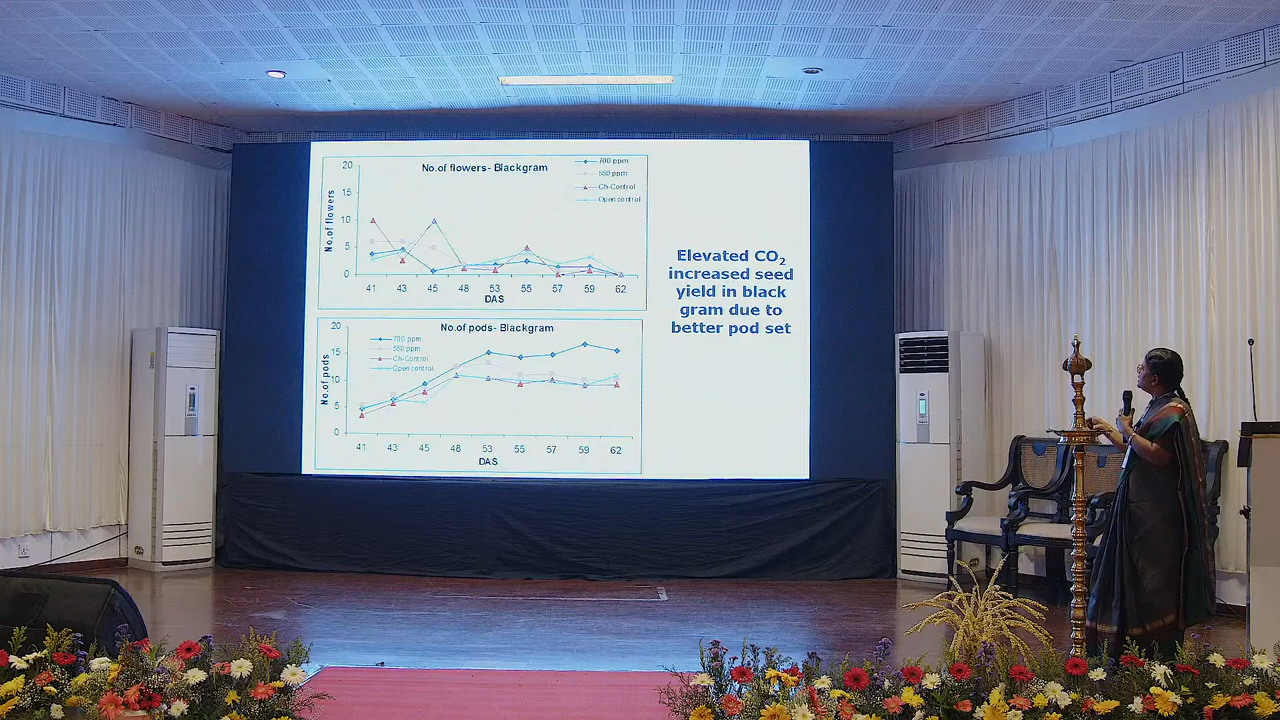 No.of flowers- Blackgram
700 ppm
550 ppm
Ch-Control
Open control
20
15
10
5
0
No.of flowers
41 43 45 48 53 55 57 59 62
DAS
No.of pods- Blackgram
700 ppm
550 ppm
Ch-Control
Open control
20
15
10
5
0
No.of pods
41 45 48 53 55 57 59 62
DAS
Elevated CO₂
increased seed
yield in black
gram due to
better pod set